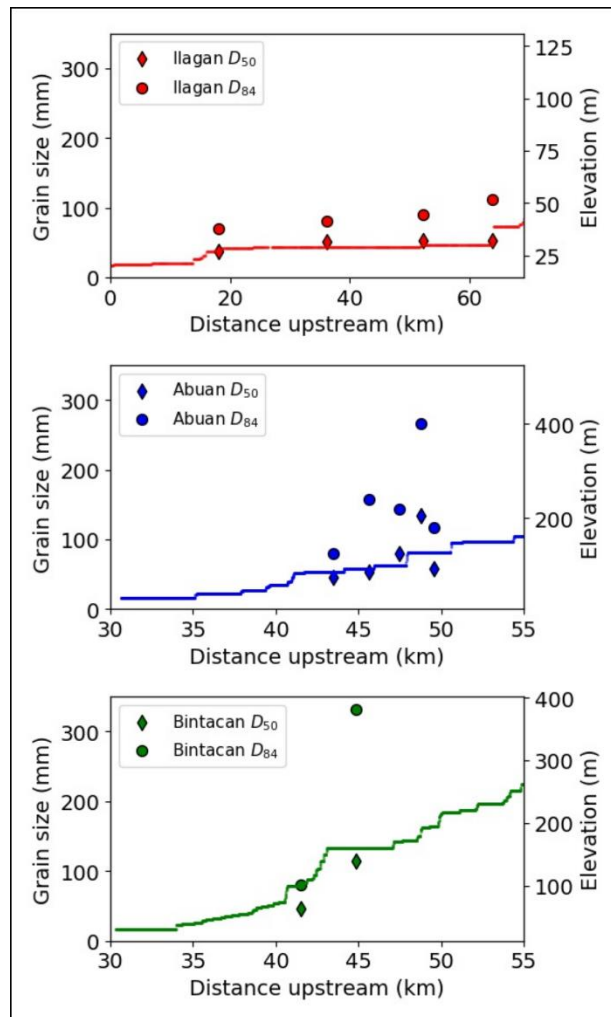 Ilagan D50
Ilagan D84
Grain size (mm)
300
200
100
0
Elevation (m)
125
100
75
50
25
0 20 40 60
Distance upstream (km)
Abuan D50
Abuan D84
Grain size (mm)
300
200
100
0
Elevation (m)
400
200
30 35 40 45 50 55
Distance upstream (km)
Bintacan D50
Bintacan D84
Grain size (mm)
300
200
100
0
Elevation (m)
400
300
200
100
30 35 40 45 50 55
Distance upstream (km)